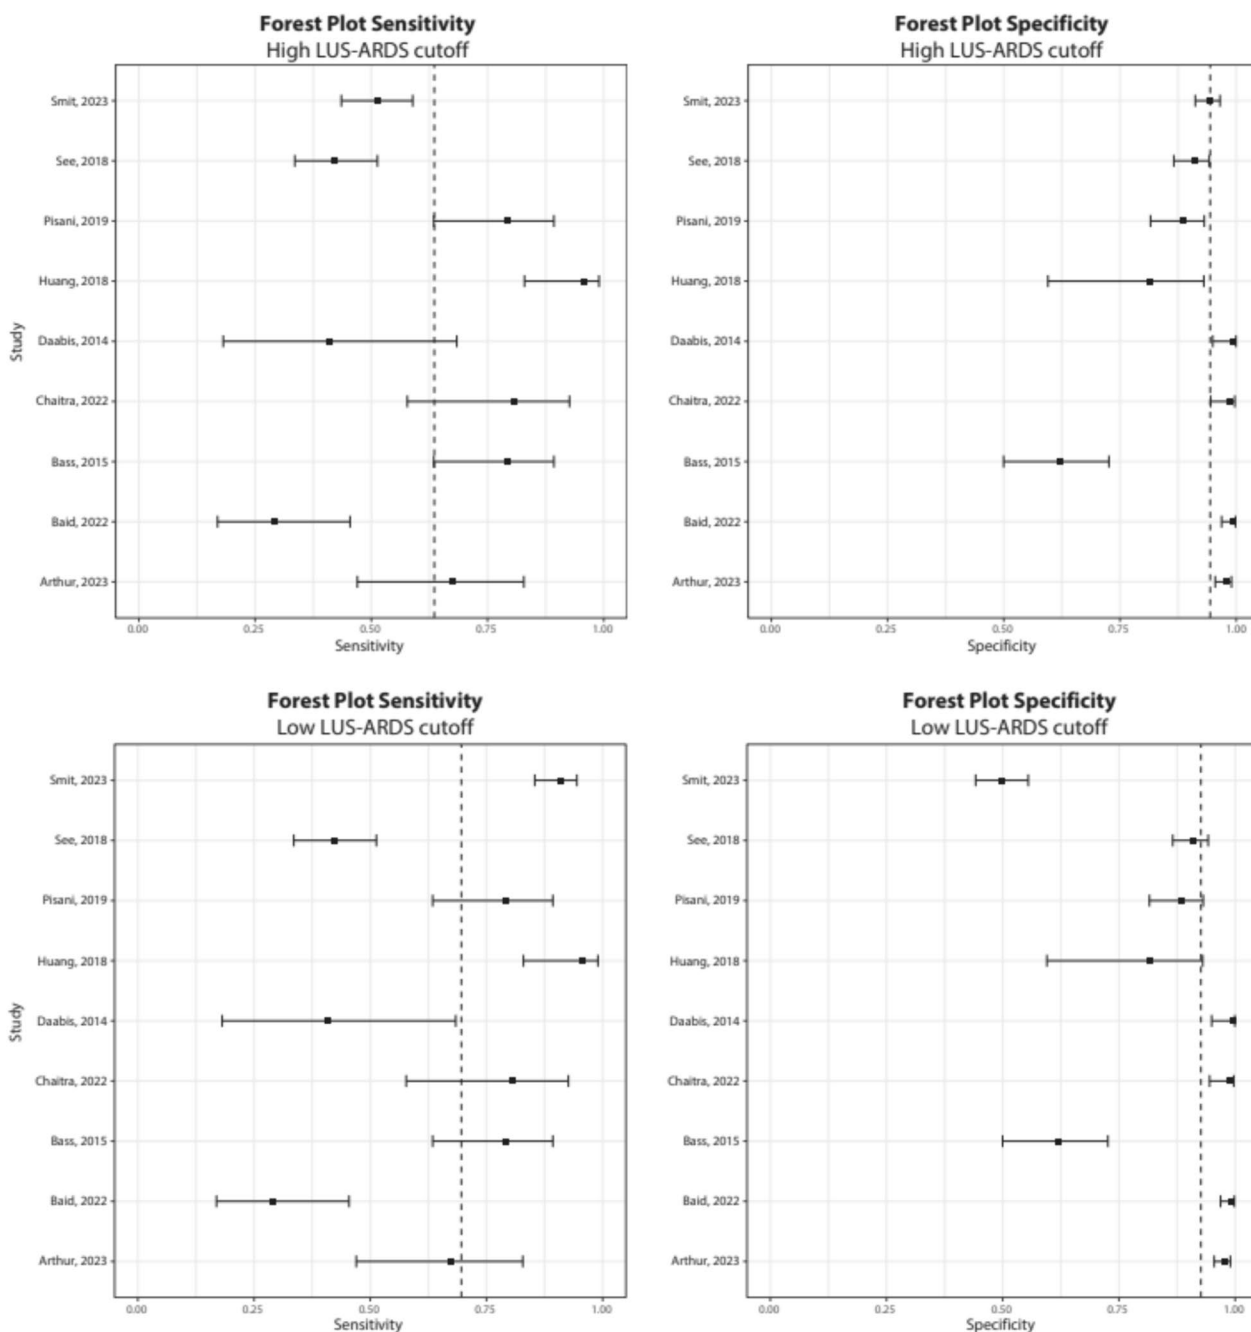 Forest Plot Sensitivity
High LUS-ARDS cutoff
Study
Smit, 2023
See, 2018
Pisani, 2019
Huang, 2018
Daabis, 2014
Chaitra, 2022
Bass, 2015
Baid, 2022
Arthur, 2023
0.00 0.25 0.50 0.75 1.00
Sensitivity
Forest Plot Specificity
High LUS-ARDS cutoff
Smit, 2023
See, 2018
Pisani, 2019
Huang, 2018
Daabis, 2014
Chaitra, 2022
Bass, 2015
Baid, 2022
Arthur, 2023
0.00 0.25 0.50 0.75 1.00
Specificity
Forest Plot Sensitivity
Low LUS-ARDS cutoff
Study
Smit, 2023
See, 2018
Pisani, 2019
Huang, 2018
Daabis, 2014
Chaitra, 2022
Bass, 2015
Baid, 2022
Arthur, 2023
0.00 0.25 0.50 0.75 1.00
Sensitivity
Forest Plot Specificity
Low LUS-ARDS cutoff
Smit, 2023
See, 2018
Pisani, 2019
Huang, 2018
Daabis, 2014
Chaitra, 2022
Bass, 2015
Baid, 2022
Arthur, 2023
0.00 0.25 0.50 0.75 1.00
Specificity